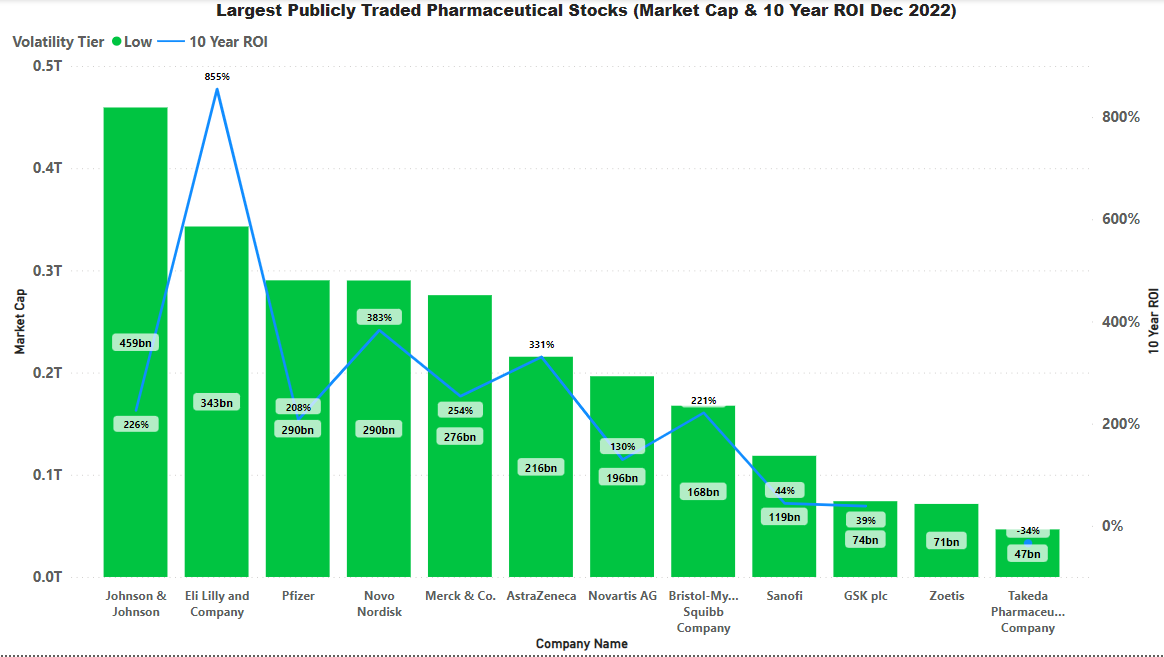 Largest Publicly Traded Pharmaceutical Stocks (Market Cap & 10 Year ROI Dec 2022)
Volatility Tier Low 10 Year ROI
0.5T
0.4T
0.3T
0.2T
0.1T
0.0T
Market Cap
800%
600%
400%
200%
0%
10 Year ROI
855%
226%
208%
383%
254%
331%
130%
221%
44%
39%
-34%
459bn
343bn
290bn
290bn
276bn
216bn
196bn
168bn
119bn
74bn
71bn
47bn
Johnson &
Johnson
Eli Lilly and
Company
Pfizer
Novo
Nordisk
Merck & Co.
AstraZeneca
Novartis AG
Bristol-My...
Squibb
Company
Sanofi
GSK plc
Zoetis
Takeda
Pharmaceu...
Company
Company Name